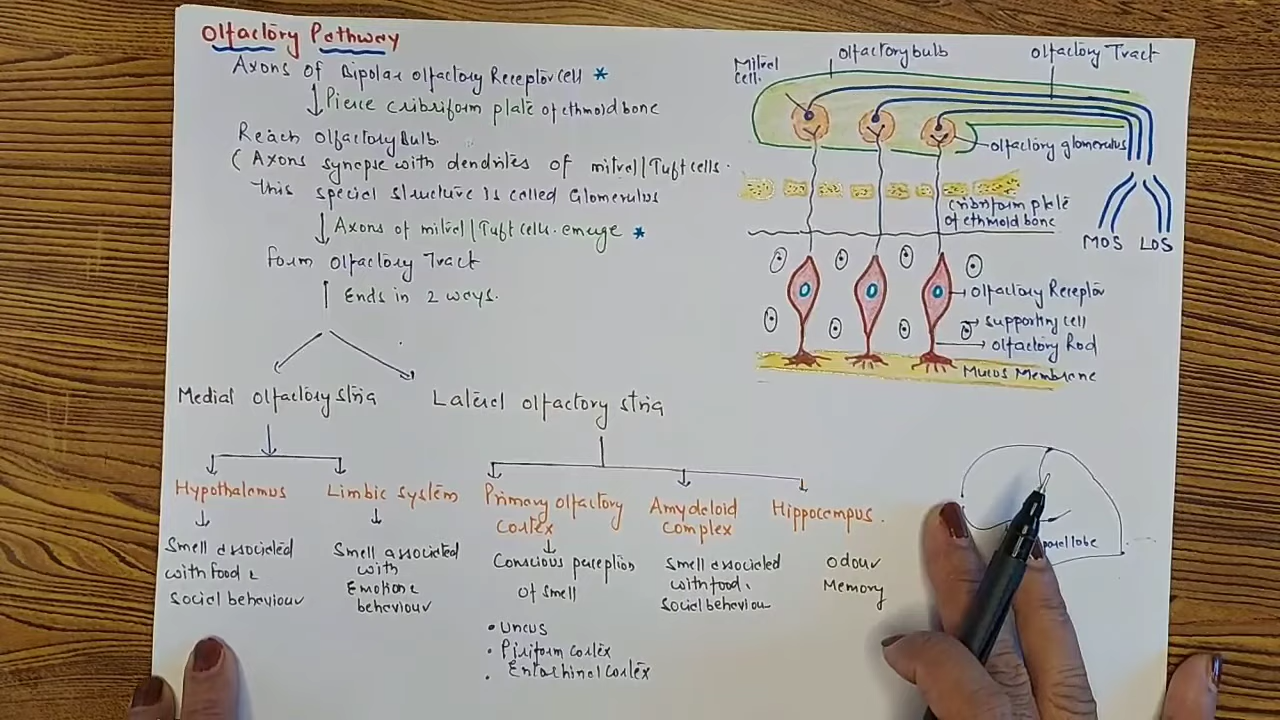 Olfactory Pathway
Axons of Bipolar olfactory Receptor cell *
Pierce cribriform plate of ethmoid bone
Reach olfactory Bulb.
( Axons synapse with dendrites of mitral/Tuft cells.
This special structure is called Glomerulus
Axons of mitral/Tuft cells emerge *
form olfactory Tract
Ends in 2 ways.
Medial olfactory stria
Lateral olfactory stria
Hypothalamus
Limbic system
Primary olfactory
cortex
Amydeloid
complex
Hippocampus.
Smell associated
with food &
social behaviour
Smell associated
with
Emotion &
behaviour
Conscious perception
of smell
• Uncus
• Piriform cortex
• Entorhinal cortex
Smell associated
with food,
social behaviour
odour
Memory
Mitral
cell.
olfactory bulb
olfactory Tract
olfactory glomerulus
cribriform plate
of ethmoid bone
MOS LOS
olfactory Receptor
supporting cell
olfactory Rod
Mucus Membrane
lobe